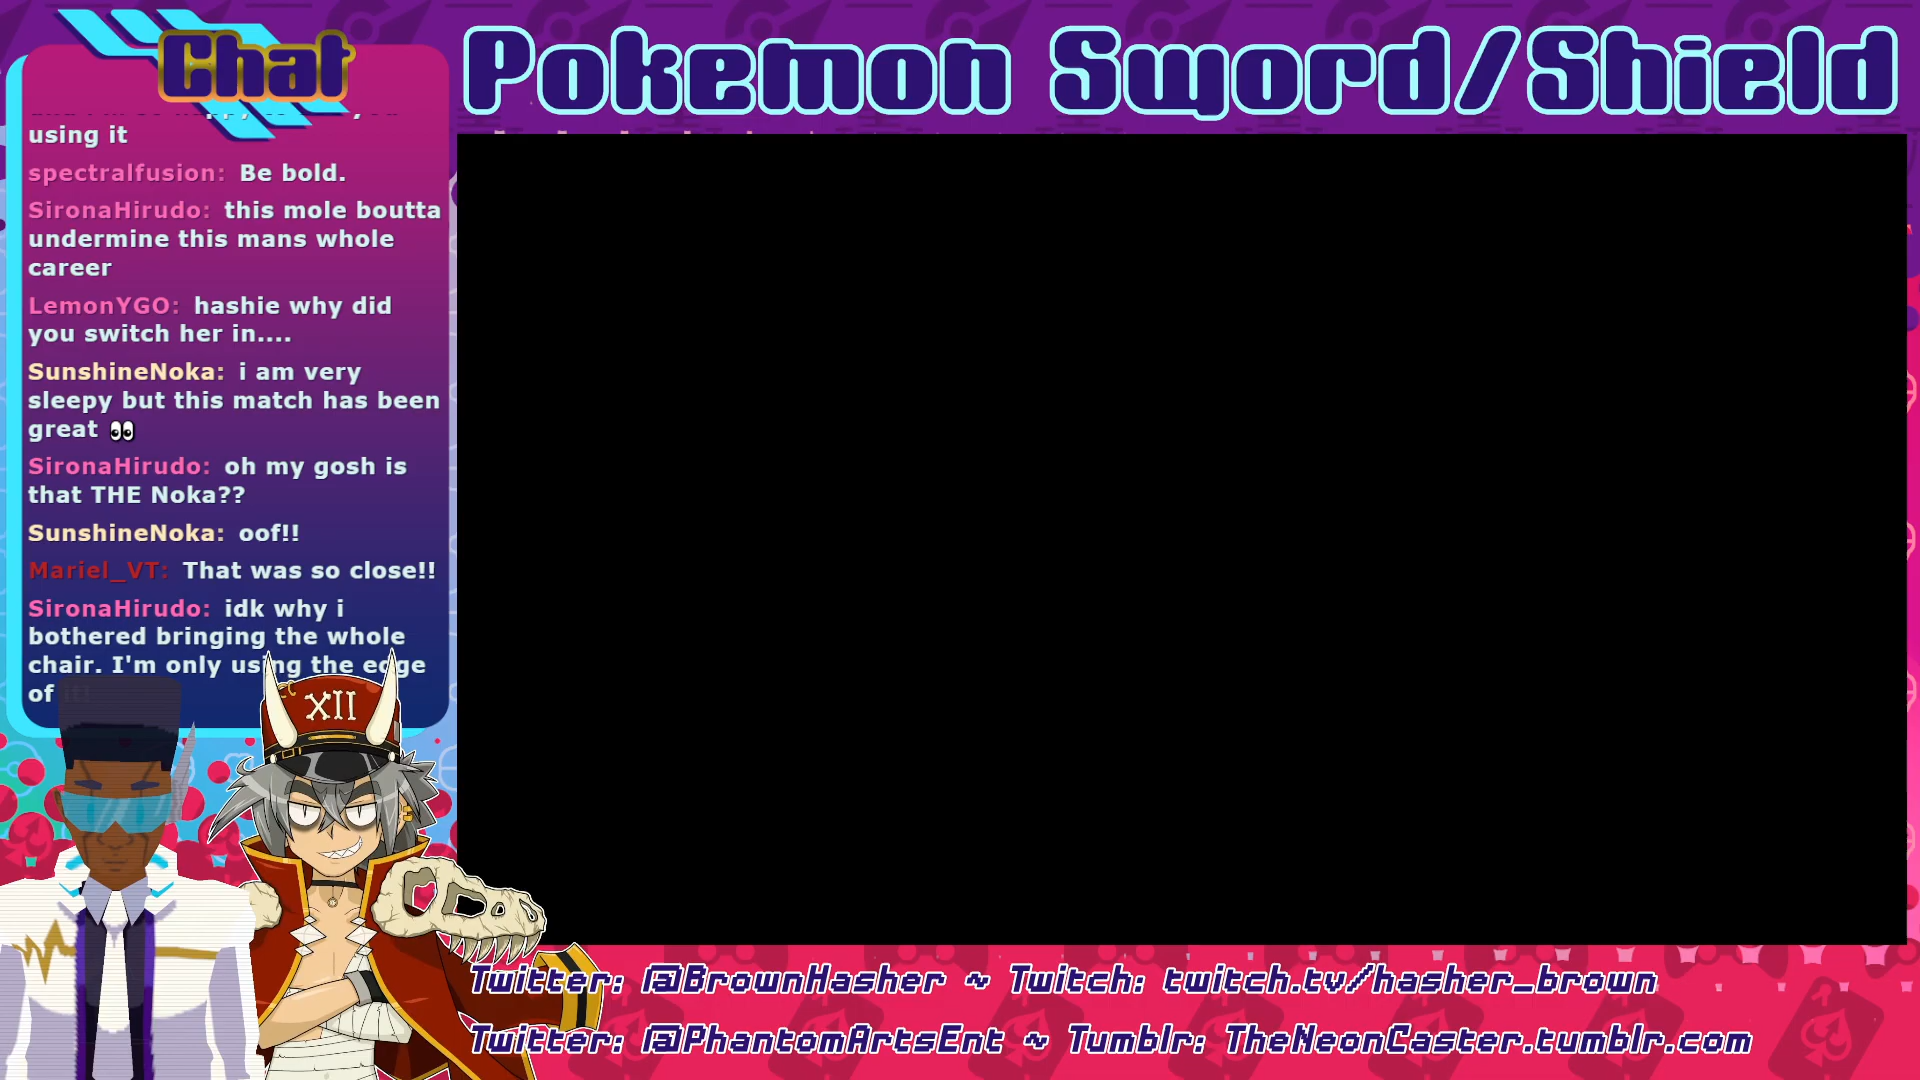 Chat
Pokemon Sword/Shield
using it
spectralfusion: Be bold.
SironaHirudo: this mole boutta
undermine this mans whole
career
LemonYGO: hashie why did
you switch her in....
SunshineNoka: i am very
sleepy but this match has been
great 👀
SironaHirudo: oh my gosh is
that THE Noka??
SunshineNoka: oof!!
Mariel_VT: That was so close!!
SironaHirudo: idk why i
bothered bringing the whole
chair. I'm only using the edge
of it!
XII
Twitter: @BrownHasher ~ Twitch: twitch.tv/hasher_brown
Twitter: @PhantomArtsEnt ~ Tumblr: TheNeonCaster.tumblr.com